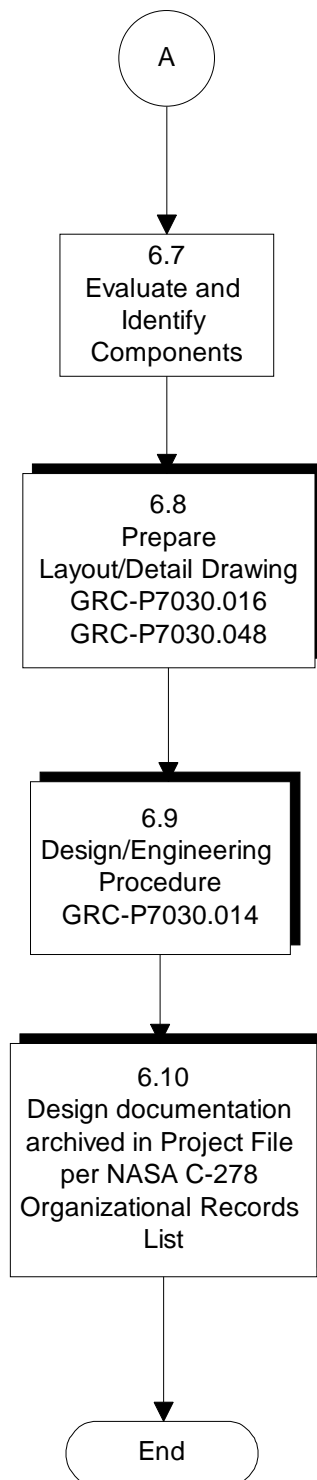 A
6.7
Evaluate and
Identify
Components
6.8
Prepare
Layout/Detail Drawing
GRC-P7030.016
GRC-P7030.048
6.9
Design/Engineering
Procedure
GRC-P7030.014
6.10
Design documentation
archived in Project File
per NASA C-278
Organizational Records
List
End